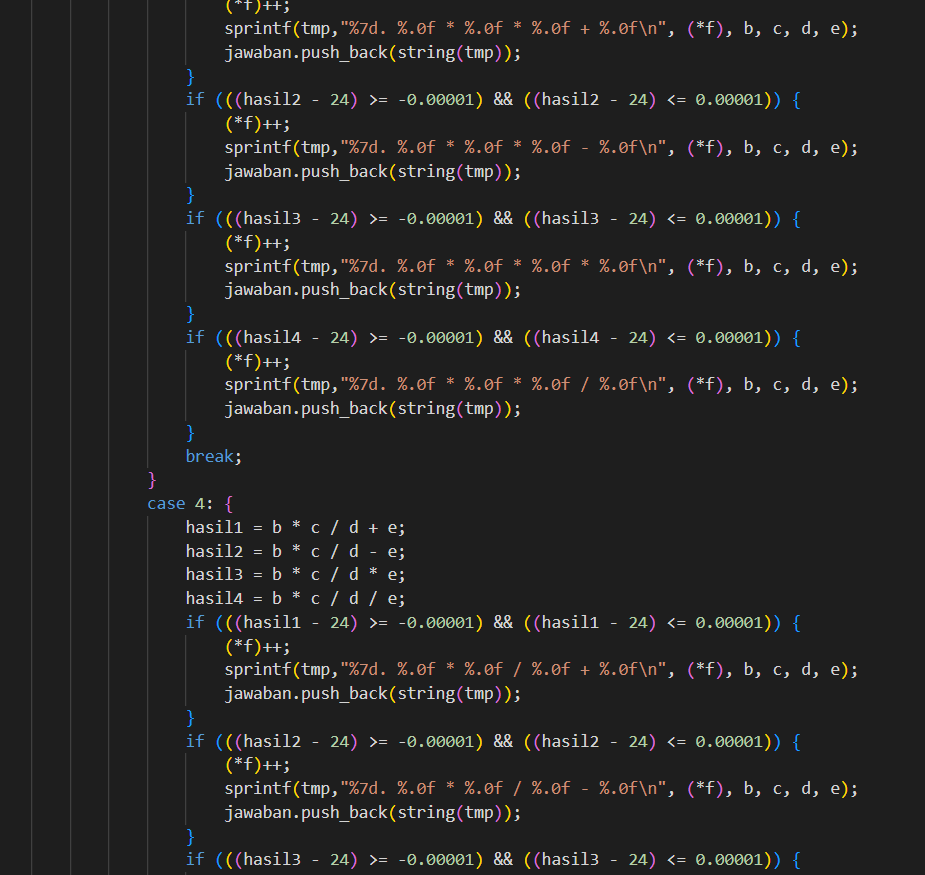 (*f)++;
sprintf(tmp,"%7d. %.0f * %.0f * %.0f + %.0f\n", (*f), b, c, d, e);
jawaban.push_back(string(tmp));
}
if (((hasil2 - 24) >= -0.00001) && ((hasil2 - 24) <= 0.00001)) {
(*f)++;
sprintf(tmp,"%7d. %.0f * %.0f * %.0f - %.0f\n", (*f), b, c, d, e);
jawaban.push_back(string(tmp));
}
if (((hasil3 - 24) >= -0.00001) && ((hasil3 - 24) <= 0.00001)) {
(*f)++;
sprintf(tmp,"%7d. %.0f * %.0f * %.0f * %.0f\n", (*f), b, c, d, e);
jawaban.push_back(string(tmp));
}
if (((hasil4 - 24) >= -0.00001) && ((hasil4 - 24) <= 0.00001)) {
(*f)++;
sprintf(tmp,"%7d. %.0f * %.0f * %.0f / %.0f\n", (*f), b, c, d, e);
jawaban.push_back(string(tmp));
}
break;
}
case 4: {
hasil1 = b * c / d + e;
hasil2 = b * c / d - e;
hasil3 = b * c / d * e;
hasil4 = b * c / d / e;
if (((hasil1 - 24) >= -0.00001) && ((hasil1 - 24) <= 0.00001)) {
(*f)++;
sprintf(tmp,"%7d. %.0f * %.0f / %.0f + %.0f\n", (*f), b, c, d, e);
jawaban.push_back(string(tmp));
}
if (((hasil2 - 24) >= -0.00001) && ((hasil2 - 24) <= 0.00001)) {
(*f)++;
sprintf(tmp,"%7d. %.0f * %.0f / %.0f - %.0f\n", (*f), b, c, d, e);
jawaban.push_back(string(tmp));
}
if (((hasil3 - 24) >= -0.00001) && ((hasil3 - 24) <= 0.00001)) {